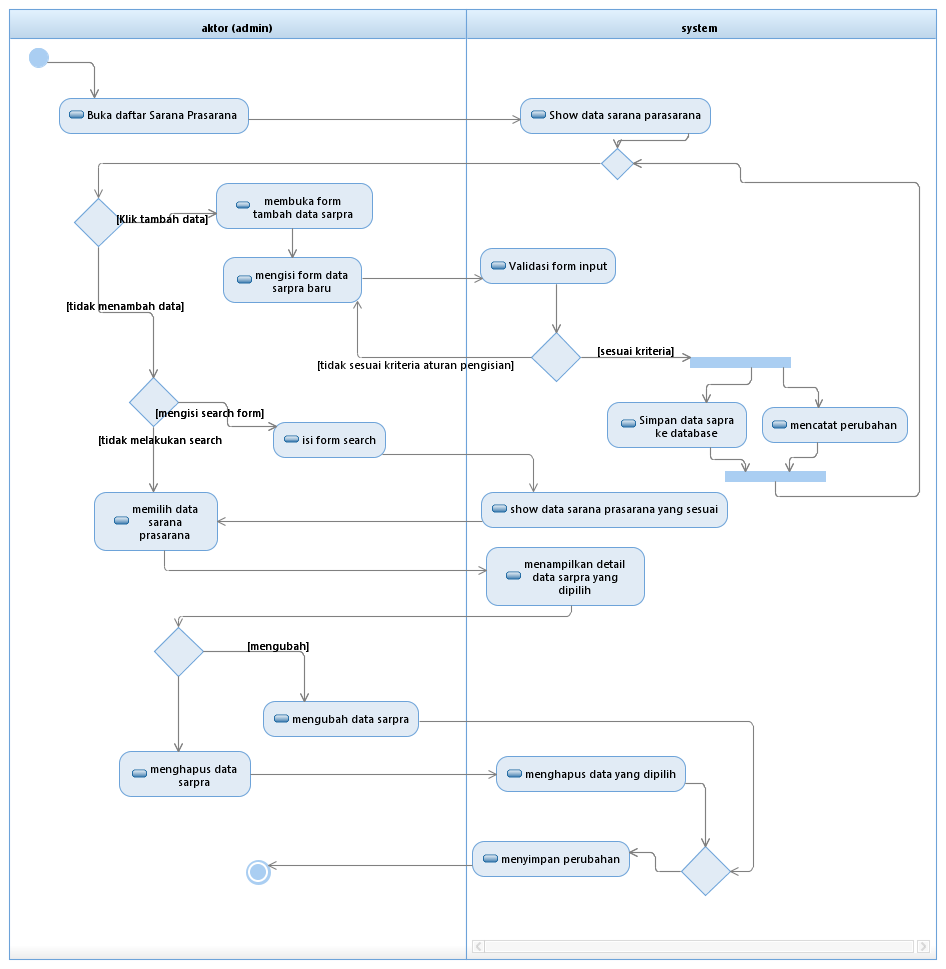 aktor (admin)
system
Buka daftar Sarana Prasarana
Show data sarana parasarana
[Klik tambah data]
membuka form
tambah data sarpra
mengisi form data
sarpra baru
Validasi form input
[tidak menambah data]
[tidak sesuai kriteria aturan pengisian]
[sesuai kriteria]
[mengisi search form]
Simpan data sapra
ke database
mencatat perubahan
[tidak melakukan search
isi form search
memilih data
sarana
prasarana
show data sarana prasarana yang sesuai
menampilkan detail
data sarpra yang
dipilih
[mengubah]
mengubah data sarpra
menghapus data
sarpra
menghapus data yang dipilih
menyimpan perubahan